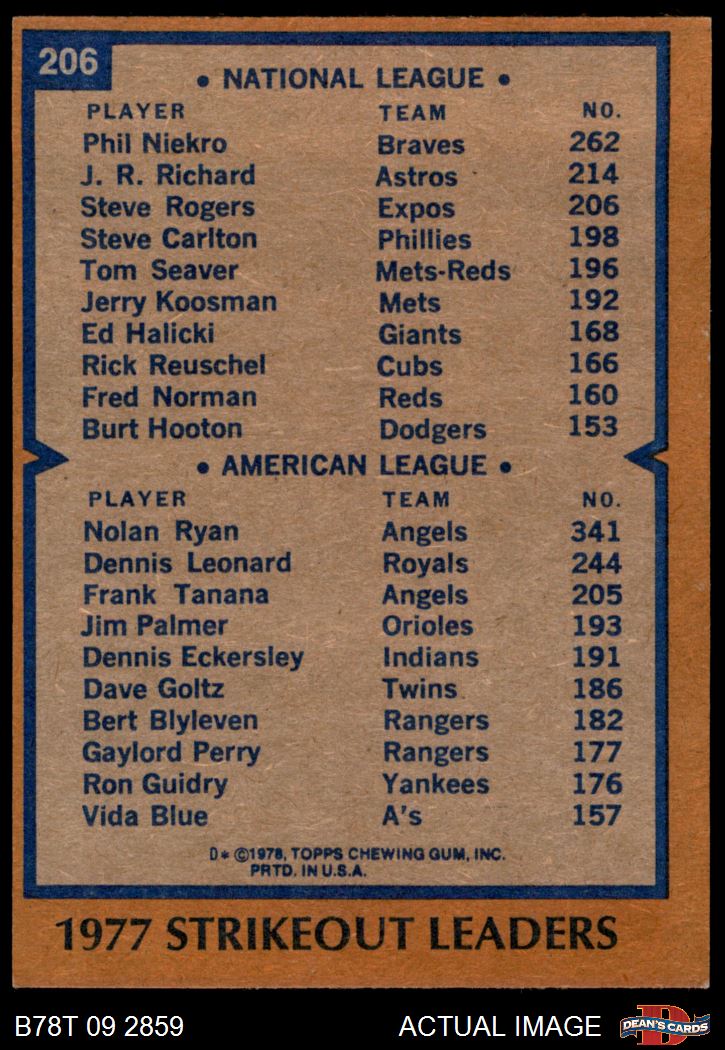 206
• NATIONAL LEAGUE •
PLAYER TEAM NO.
Phil Niekro Braves 262
J. R. Richard Astros 214
Steve Rogers Expos 206
Steve Carlton Phillies 198
Tom Seaver Mets-Reds 196
Jerry Koosman Mets 192
Ed Halicki Giants 168
Rick Reuschel Cubs 166
Fred Norman Reds 160
Burt Hooton Dodgers 153
• AMERICAN LEAGUE •
PLAYER TEAM NO.
Nolan Ryan Angels 341
Dennis Leonard Royals 244
Frank Tanana Angels 205
Jim Palmer Orioles 193
Dennis Eckersley Indians 191
Dave Goltz Twins 186
Bert Blyleven Rangers 182
Gaylord Perry Rangers 177
Ron Guidry Yankees 176
Vida Blue A's 157
D* ©1978, TOPPS CHEWING GUM, INC.
PRTD. IN U.S.A.
1977 STRIKEOUT LEADERS
B78T 09 2859 ACTUAL IMAGE D DEAN'S CARDS